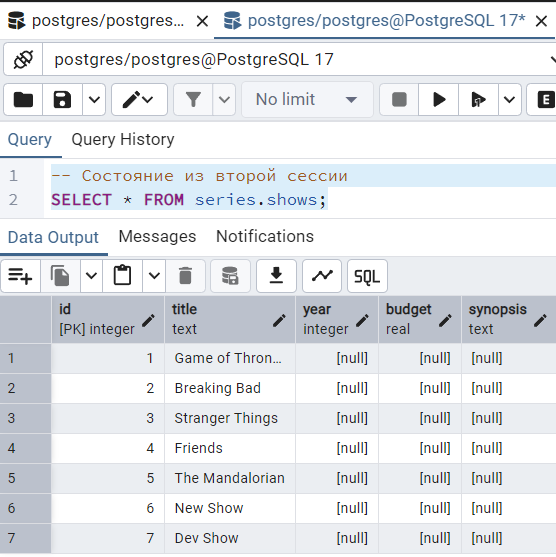 postgres/postgres... × postgres/postgres@PostgreSQL 17* ×
postgres/postgres@PostgreSQL 17
No limit E
Query Query History
1 -- Состояние из второй сессии
2 SELECT * FROM series.shows;
Data Output Messages Notifications
SQL
id title year budget synopsis
[PK] integer text integer real text
1 1 Game of Thron... [null] [null] [null]
2 2 Breaking Bad [null] [null] [null]
3 3 Stranger Things [null] [null] [null]
4 4 Friends [null] [null] [null]
5 5 The Mandalorian [null] [null] [null]
6 6 New Show [null] [null] [null]
7 7 Dev Show [null] [null] [null]